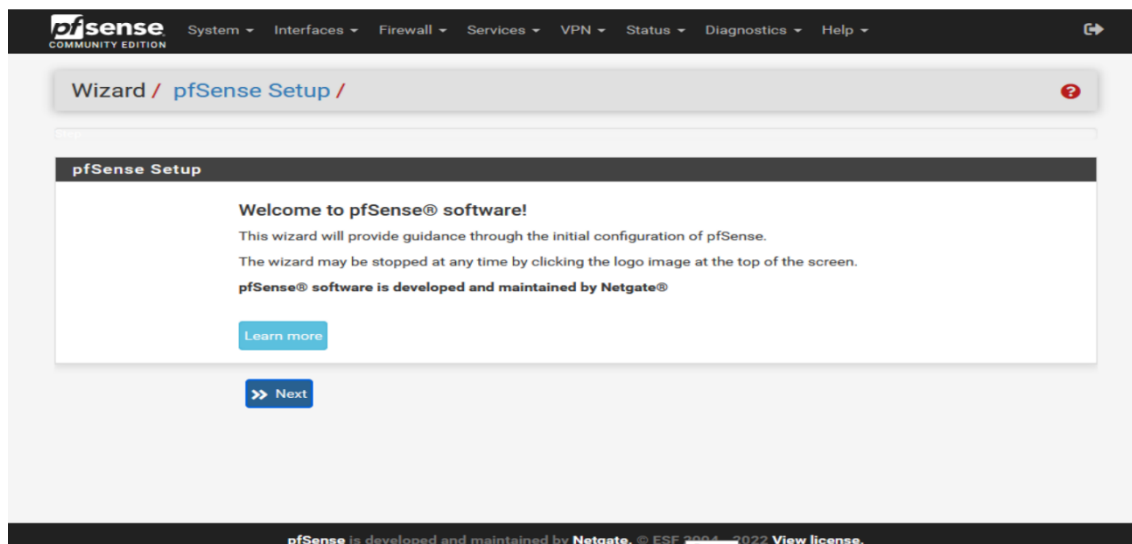 pfsense
COMMUNITY EDITION
System Interfaces Firewall Services VPN Status Diagnostics Help
Wizard / pfSense Setup /
pfSense Setup
Welcome to pfSense® software!
This wizard will provide guidance through the initial configuration of pfSense.
The wizard may be stopped at any time by clicking the logo image at the top of the screen.
pfSense® software is developed and maintained by Netgate®
Learn more
Next
pfSense is developed and maintained by Netgate. © ESF 2004 - 2022 View license.